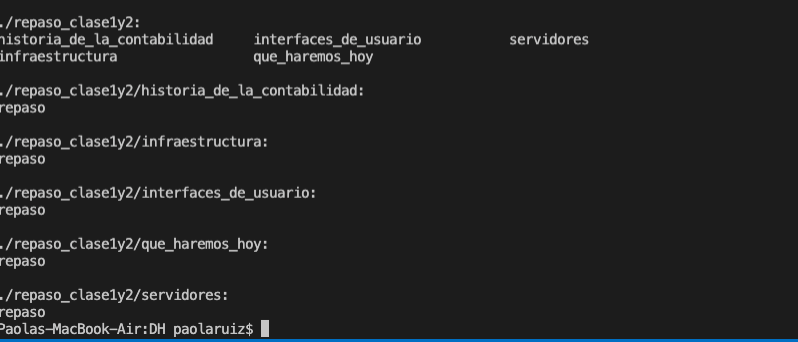 ./repaso_clase1y2:
historia_de_la_contabilidad interfaces_de_usuario servidores
infraestructura que_haremos_hoy
./repaso_clase1y2/historia_de_la_contabilidad:
repaso
./repaso_clase1y2/infraestructura:
repaso
./repaso_clase1y2/interfaces_de_usuario:
repaso
./repaso_clase1y2/que_haremos_hoy:
repaso
./repaso_clase1y2/servidores:
repaso
Paolas-MacBook-Air:DH paolaruiz$